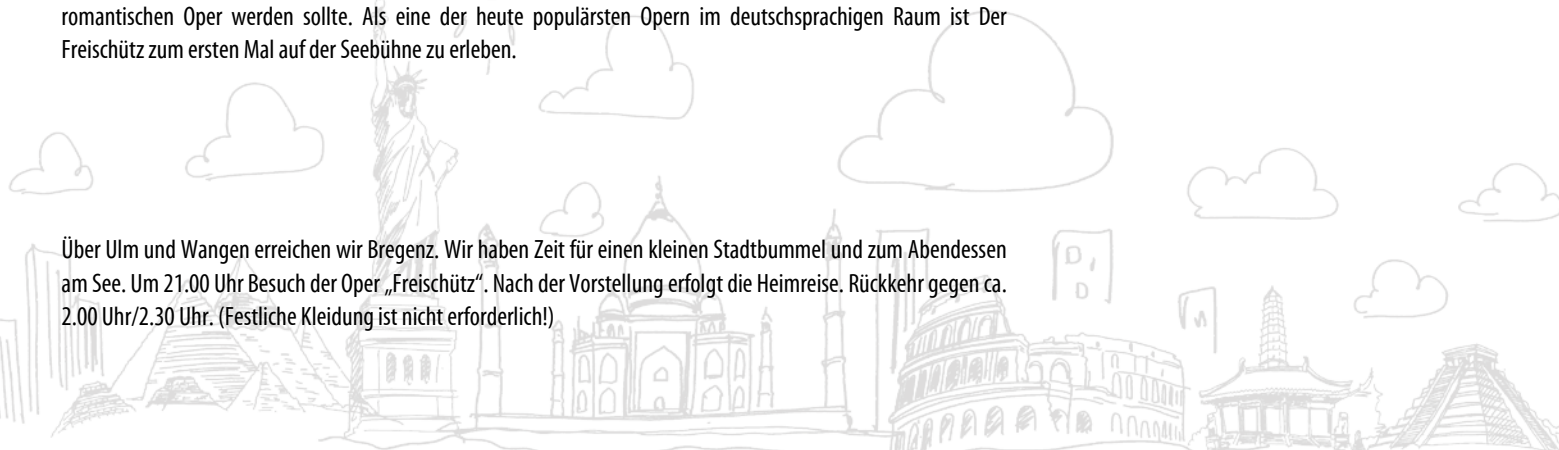 romantischen Oper werden sollte. Als eine der heute populärsten Opern im deutschsprachigen Raum ist Der
Freischütz zum ersten Mal auf der Seebühne zu erleben.
Über Ulm und Wangen erreichen wir Bregenz. Wir haben Zeit für einen kleinen Stadtbummel und zum Abendessen
am See. Um 21.00 Uhr Besuch der Oper „Freischütz“. Nach der Vorstellung erfolgt die Heimreise. Rückkehr gegen ca.
2.00 Uhr/2.30 Uhr. (Festliche Kleidung ist nicht erforderlich!)